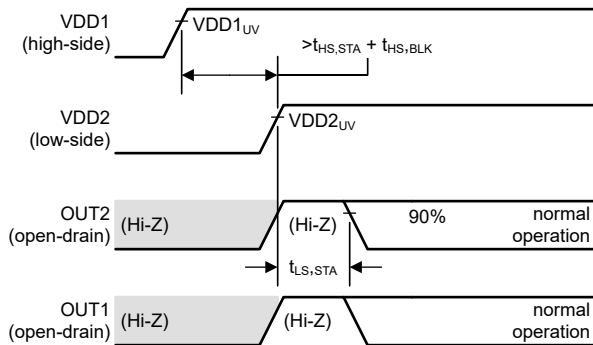 VDD1
(high-side)
VDD1UV
>tHS,STA + tHS,BLK
VDD2
(low-side)
VDD2UV
OUT2
(open-drain)
(Hi-Z)
(Hi-Z)
90%
normal
operation
tLS,STA
OUT1
(open-drain)
(Hi-Z)
(Hi-Z)
normal
operation